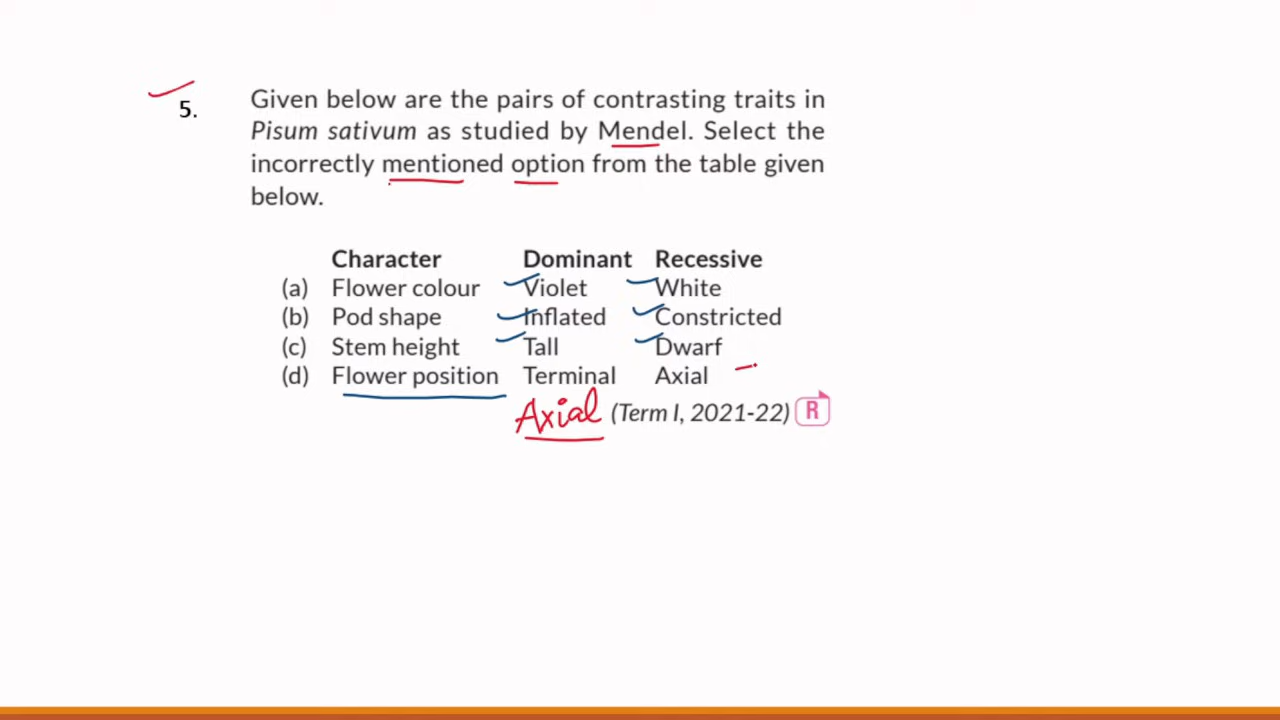 5.
Given below are the pairs of contrasting traits in
Pisum sativum as studied by Mendel. Select the
incorrectly mentioned option from the table given
below.
Character Dominant Recessive
(a) Flower colour Violet White
(b) Pod shape Inflated Constricted
(c) Stem height Tall Dwarf
(d) Flower position Terminal Axial
Axial (Term I, 2021-22) R